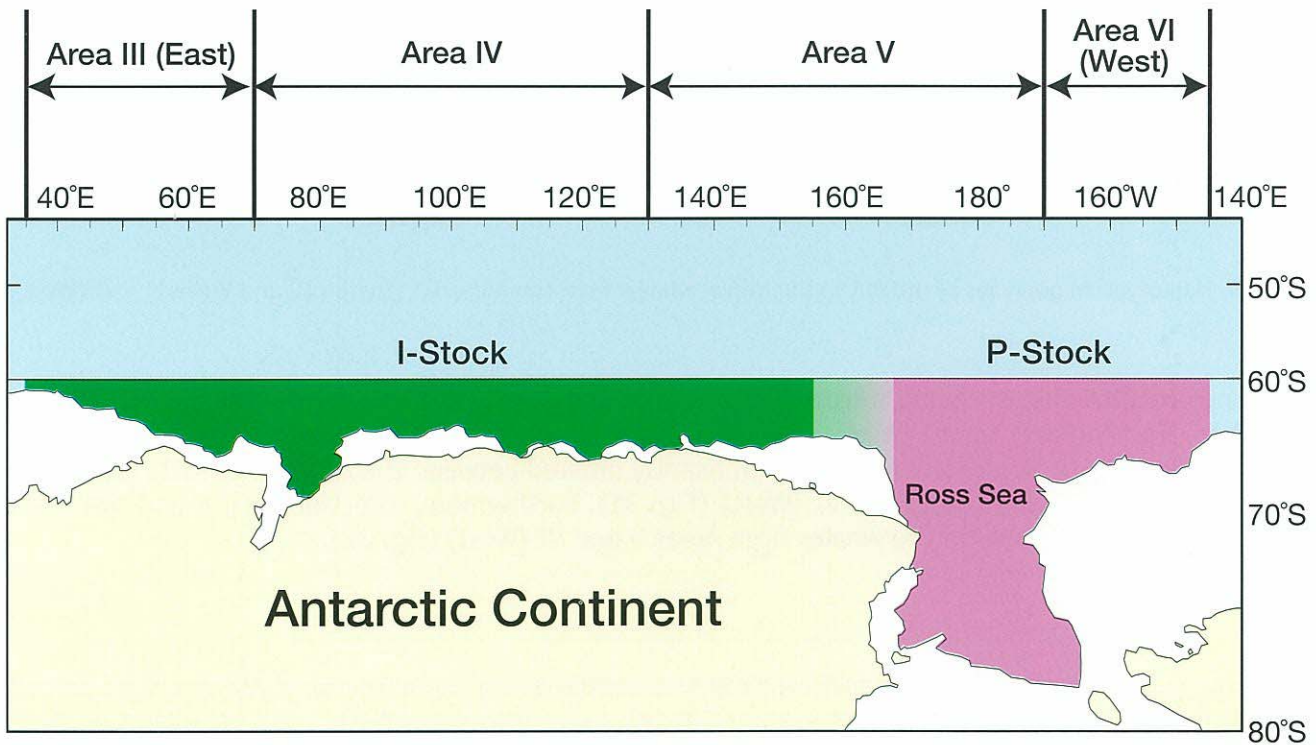 Area III (East)
Area IV
Area V
Area VI
(West)
40°E
60°E
80°E
100°E
120°E
140°E
160°E
180°
160°W
140°E
50°S
I-Stock
P-Stock
60°S
Ross Sea
70°S
Antarctic Continent
80°S